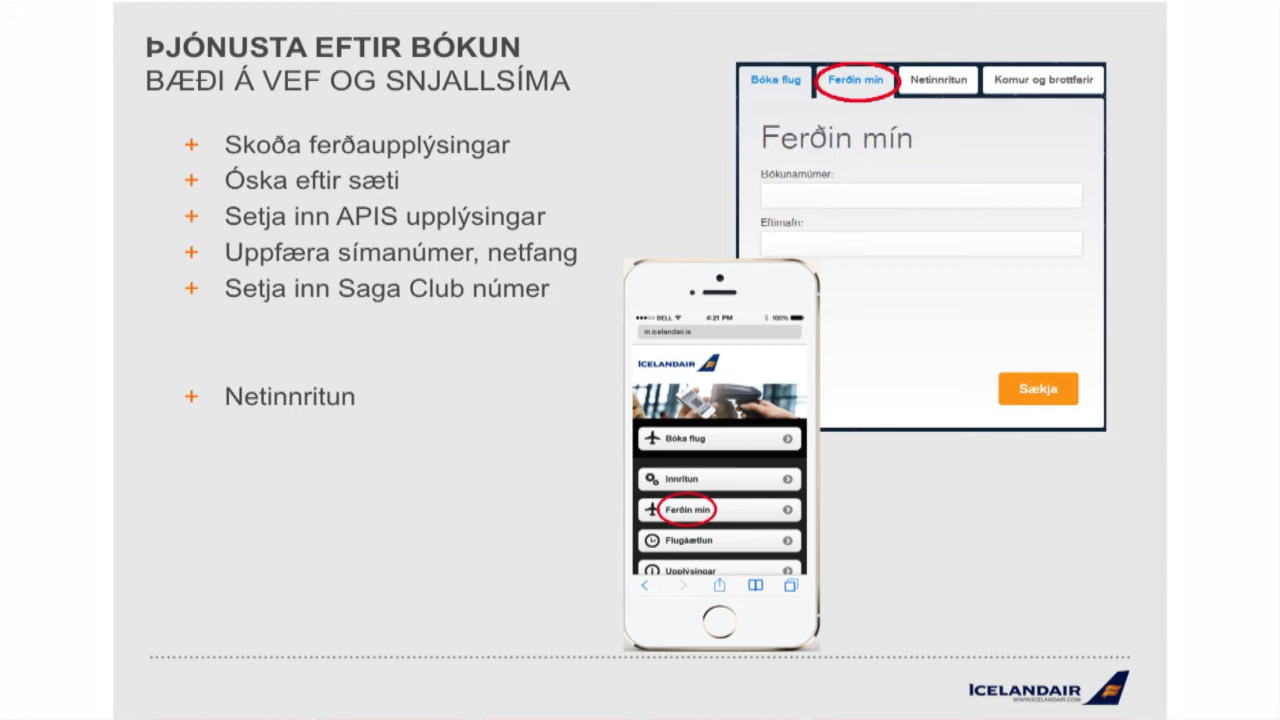 ÞJÓNUSTA EFTIR BÓKUN
BÆÐI Á VEF OG SNJALLSÍMA
+ Skoða ferðaupplýsingar
+ Óska eftir sæti
+ Setja inn APIS upplýsingar
+ Uppfæra símanúmer, netfang
+ Setja inn Saga Club númer
+ Netinnritun
Bóka flug
Ferðin mín
Netinnritun
Komur og brottfarir
Ferðin mín
Bókunarnúmer:
Eftirnafn:
Sækja
BELL 4:21 PM 100%
m.icelandair.is
ICELANDAIR
Bóka flug
Innritun
Ferðin mín
Flugáætlun
Upplýsingar
ICELANDAIR
WWW.ICELANDAIR.COM